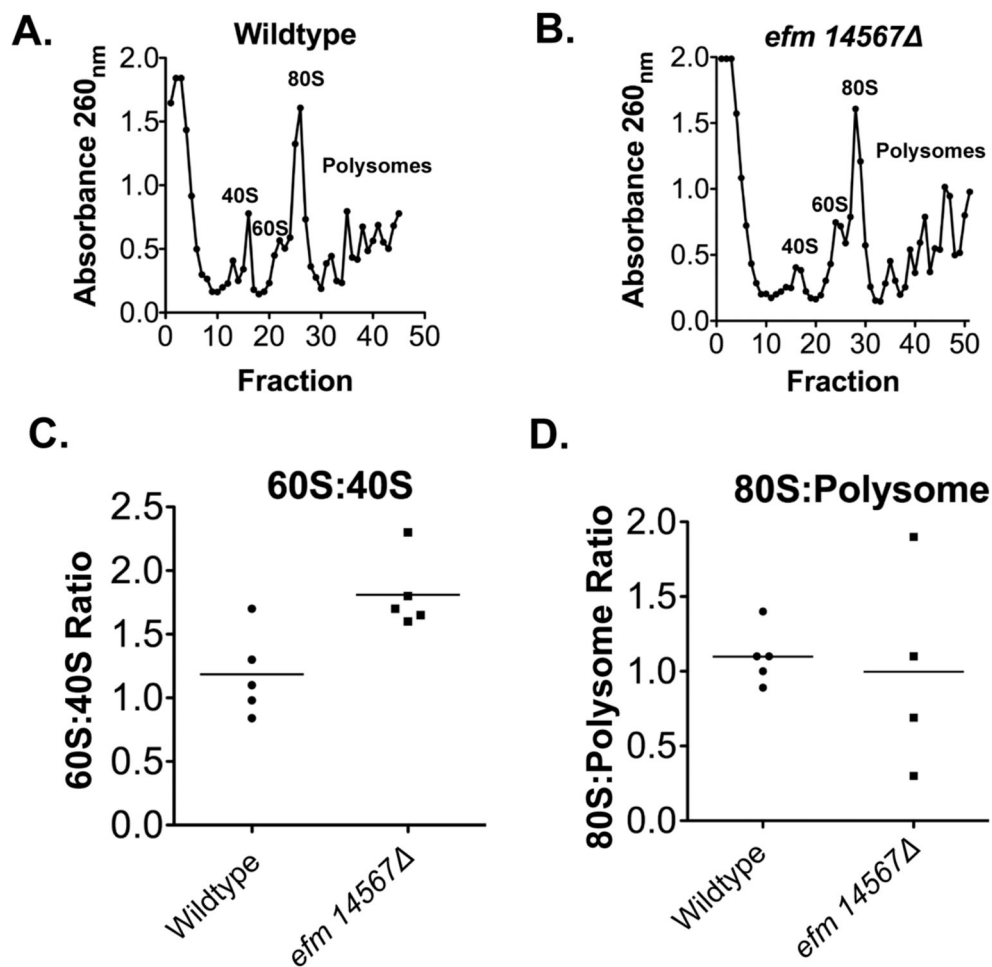 A.
Wildtype
Absorbance 260nm
2.0
1.5
1.0
0.5
0.0
40S
60S
80S
Polysomes
0 10 20 30 40 50
Fraction
B.
efm 14567Δ
Absorbance 260nm
2.0
1.5
1.0
0.5
0.0
40S
60S
80S
Polysomes
0 10 20 30 40 50
Fraction
C.
60S:40S
60S:40S Ratio
2.5
2.0
1.5
1.0
0.5
0.0
Wildtype
efm 14567Δ
D.
80S:Polysome
80S:Polysome Ratio
2.0
1.5
1.0
0.5
0.0
Wildtype
efm 14567Δ